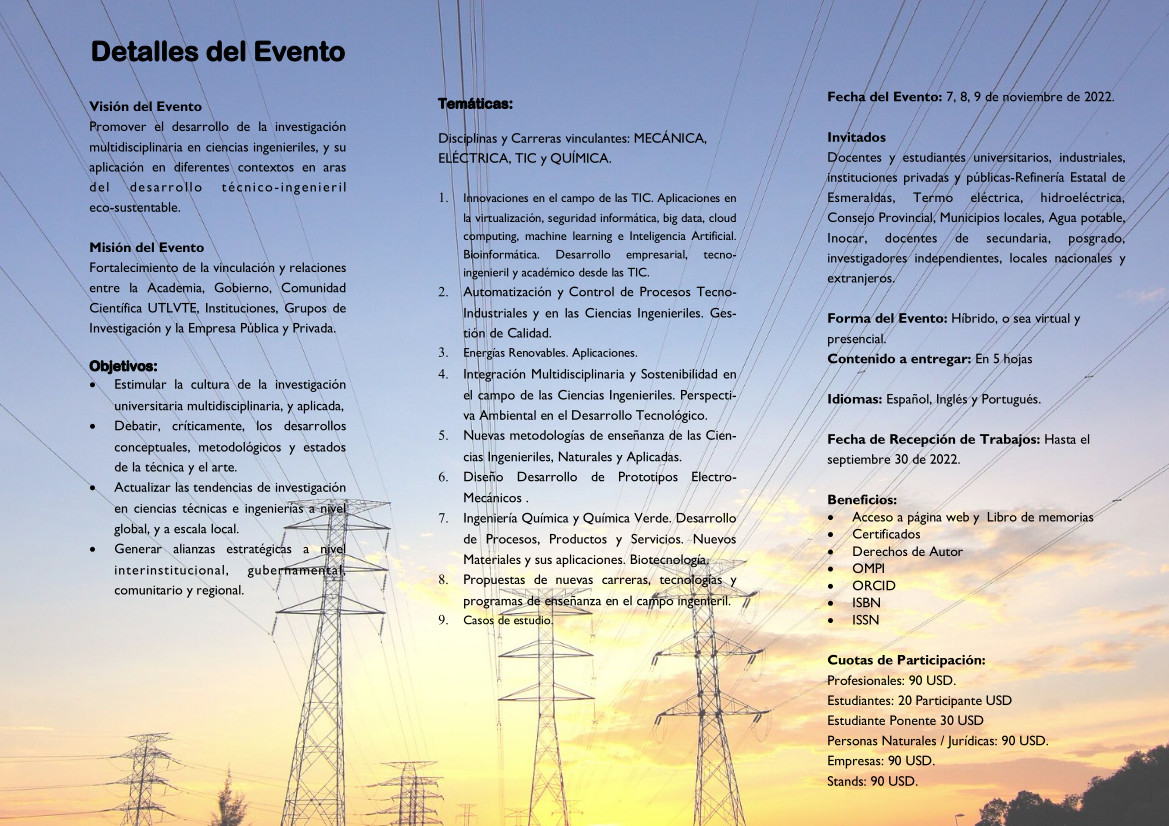 Detalles del Evento
Visión del Evento
Promover el desarrollo de la investigación
multidisciplinaria en ciencias ingenieriles, y su
aplicación en diferentes contextos en aras
del desarrollo técnico-ingenieril
eco-sustentable.
Misión del Evento
Fortalecimiento de la vinculación y relaciones
entre la Academia, Gobierno, Comunidad
Científica UTLVTE, Instituciones, Grupos de
Investigación y la Empresa Pública y Privada.
Objetivos:
• Estimular la cultura de la investigación
universitaria multidisciplinaria, y aplicada,
• Debatir, críticamente, los desarrollos
conceptuales, metodológicos y estados
de la técnica y el arte.
• Actualizar las tendencias de investigación
en ciencias técnicas e ingenierías a nivel
global, y a escala local.
• Generar alianzas estratégicas a nivel
interinstitucional, gubernamental,
comunitario y regional.
Temáticas:
Disciplinas y Carreras vinculantes: MECÁNICA,
ELÉCTRICA, TIC y QUÍMICA.
1. Innovaciones en el campo de las TIC. Aplicaciones en
la virtualización, seguridad informática, big data, cloud
computing, machine learning e Inteligencia Artificial.
Bioinformática. Desarrollo empresarial, tecno-
ingenieril y académico desde las TIC.
2. Automatización y Control de Procesos Tecno-
Industriales y en las Ciencias Ingenieriles. Ges-
tión de Calidad.
3. Energías Renovables. Aplicaciones.
4. Integración Multidisciplinaria y Sostenibilidad en
el campo de las Ciencias Ingenieriles. Perspecti-
va Ambiental en el Desarrollo Tecnológico.
5. Nuevas metodologías de enseñanza de las Cien-
cias Ingenieriles, Naturales y Aplicadas.
6. Diseño Desarrollo de Prototipos Electro-
Mecánicos .
7. Ingeniería Química y Química Verde. Desarrollo
de Procesos, Productos y Servicios. Nuevos
Materiales y sus aplicaciones. Biotecnología.
8. Propuestas de nuevas carreras, tecnologías y
programas de enseñanza en el campo ingenieril.
9. Casos de estudio.
Fecha del Evento: 7, 8, 9 de noviembre de 2022.
Invitados
Docentes y estudiantes universitarios, industriales,
instituciones privadas y públicas-Refinería Estatal de
Esmeraldas, Termo eléctrica, hidroeléctrica,
Consejo Provincial, Municipios locales, Agua potable,
Inocar, docentes de secundaria, posgrado,
investigadores independientes, locales nacionales y
extranjeros.
Forma del Evento: Híbrido, o sea virtual y
presencial.
Contenido a entregar: En 5 hojas
Idiomas: Español, Inglés y Portugués.
Fecha de Recepción de Trabajos: Hasta el
septiembre 30 de 2022.
Beneficios:
• Acceso a página web y Libro de memorias
• Certificados
• Derechos de Autor
• OMPI
• ORCID
• ISBN
• ISSN
Cuotas de Participación:
Profesionales: 90 USD.
Estudiantes: 20 Participante USD
Estudiante Ponente 30 USD
Personas Naturales / Jurídicas: 90 USD.
Empresas: 90 USD.
Stands: 90 USD.